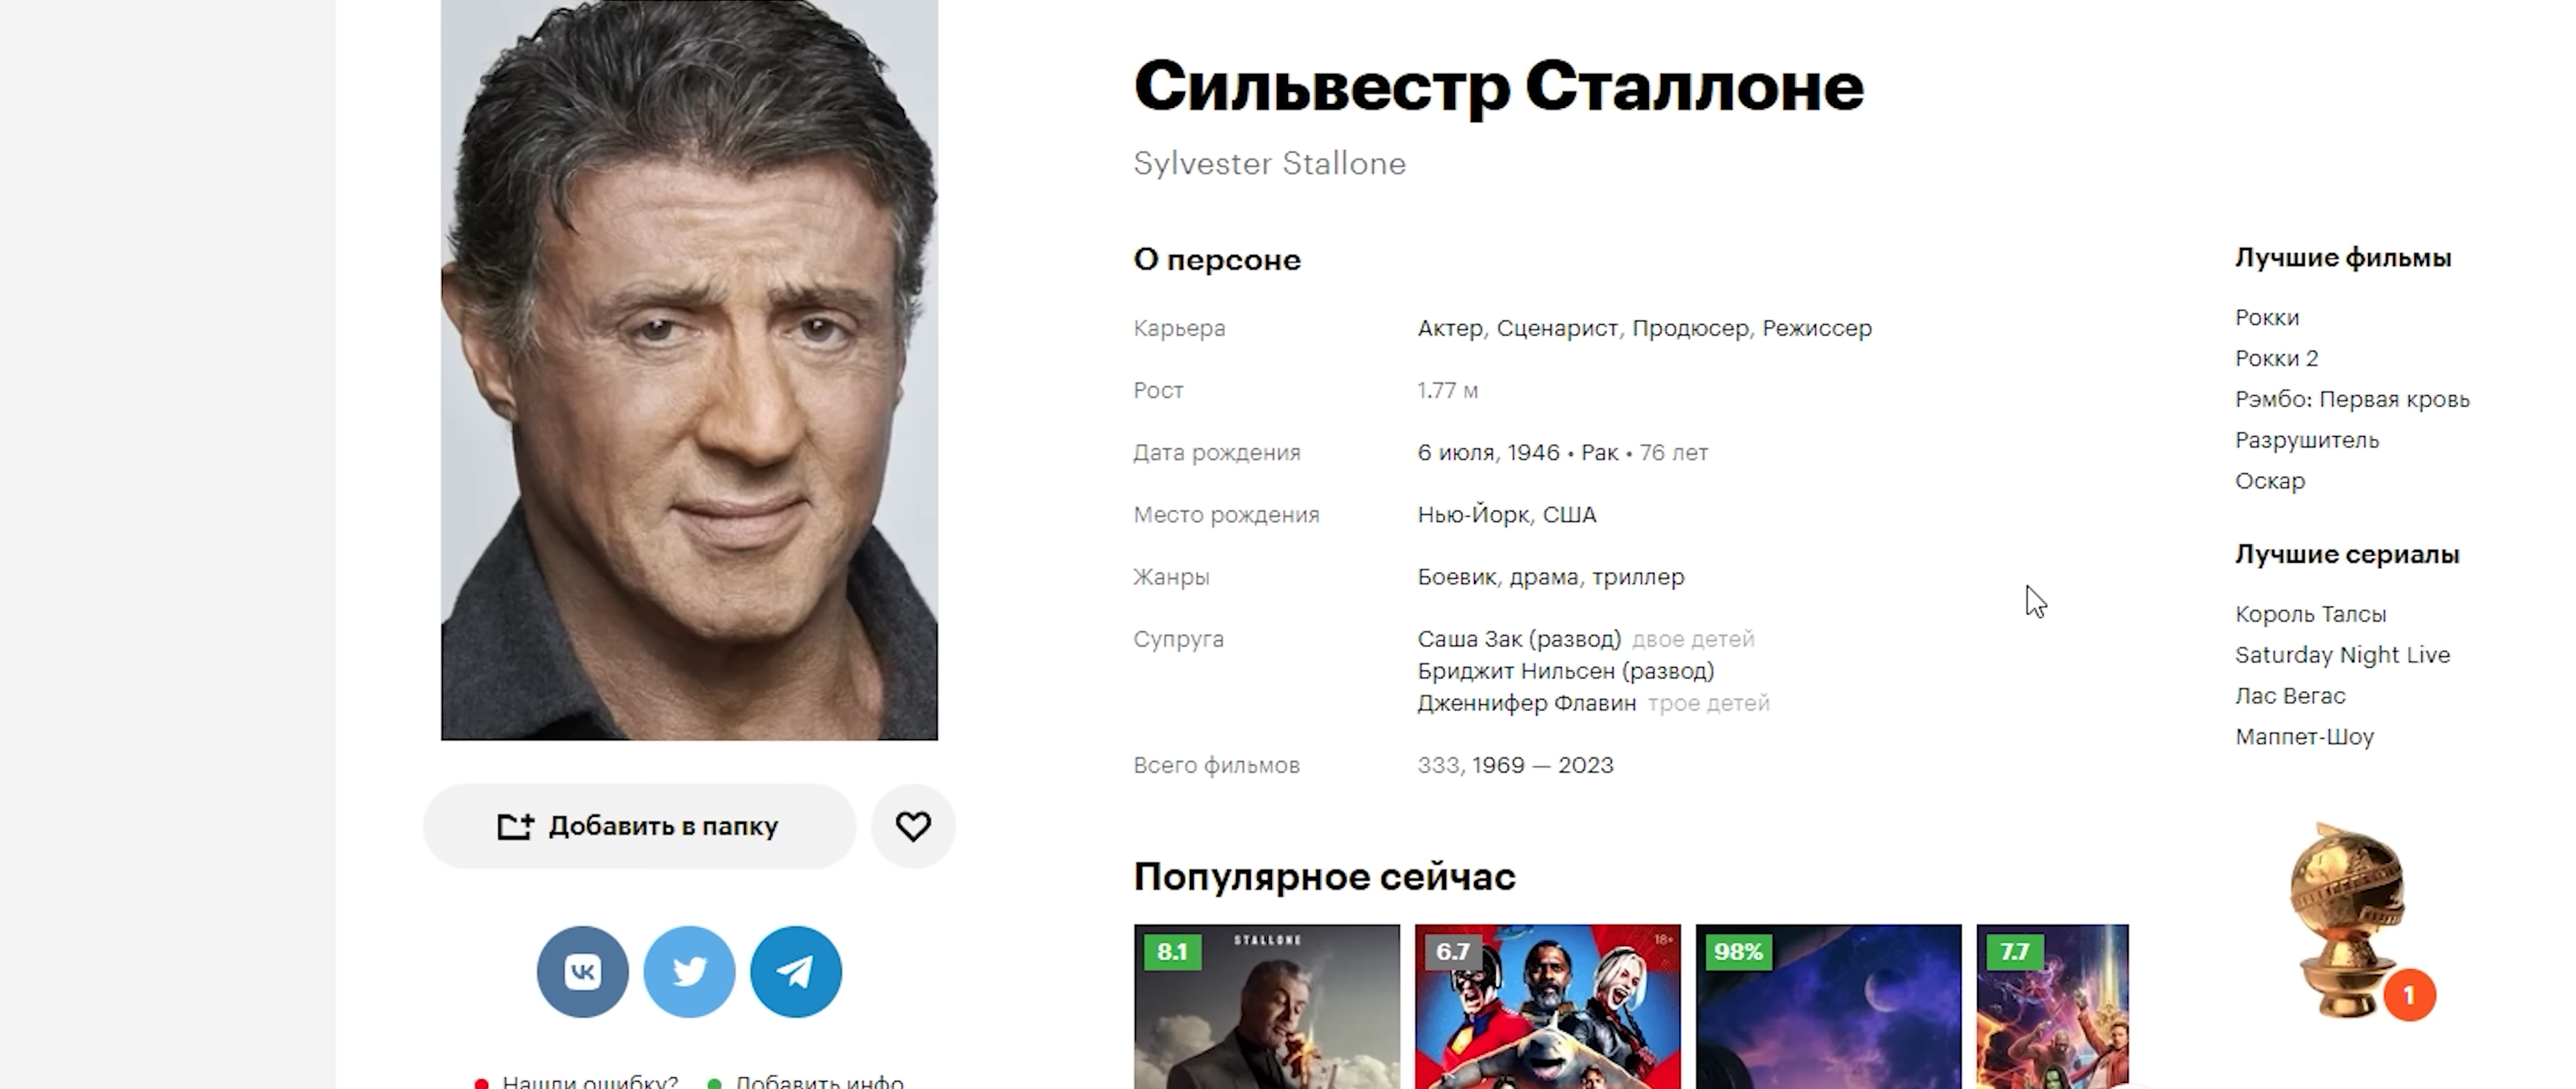 Сильвестр Сталлоне
Sylvester Stallone
О персоне
Карьера Актер, Сценарист, Продюсер, Режиссер
Рост 1.77 м
Дата рождения 6 июля, 1946 • Рак • 76 лет
Место рождения Нью-Йорк, США
Жанры Боевик, драма, триллер
Супруга Саша Зак (развод) двое детей
Бриджит Нильсен (развод)
Дженнифер Флавин трое детей
Всего фильмов 333, 1969 — 2023
Лучшие фильмы
Рокки
Рокки 2
Рэмбо: Первая кровь
Разрушитель
Оскар
Лучшие сериалы
Король Талсы
Saturday Night Live
Лас Вегас
Маппет-Шоу
1
Добавить в папку
Нашли ошибку? Добавить инфо
Популярное сейчас
8.1 STALLONE
6.7 18+
98%
7.7